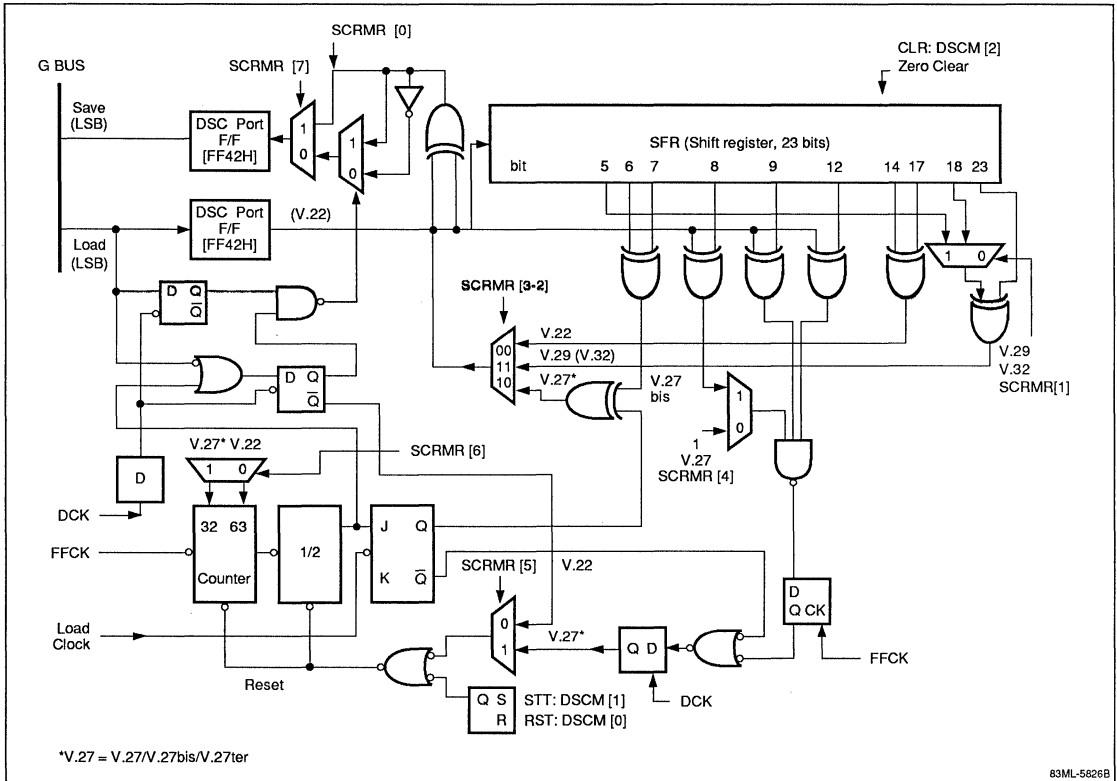 SCRMR [0]
G BUS
SCRMR [7]
CLR: DSCM [2]
Zero Clear
Save
(LSB)
DSC Port
F/F
[FF42H]
1
0
1
0
SFR (Shift register, 23 bits)
bit 5 6 7 8 9 12 14 17 18 23
Load
(LSB)
DSC Port
F/F
[FF42H]
(V.22)
1 0
D Q
Q
SCRMR [3-2]
00
11
10
V.22
V.29 (V.32)
V.27*
V.27
bis
V.29
V.32
SCRMR[1]
D Q
Q
1
0
1
V.27
SCRMR [4]
V.27* V.22
1 0
SCRMR [6]
D
DCK
FFCK
32 63
Counter
1/2
J Q
K Q
SCRMR [5]
V.22
0
1
V.27*
Q D
D
Q CK
FFCK
DCK
Load
Clock
Reset
Q S
R
STT: DSCM [1]
RST: DSCM [0]
*V.27 = V.27/V.27bis/V.27ter
83ML-5828B